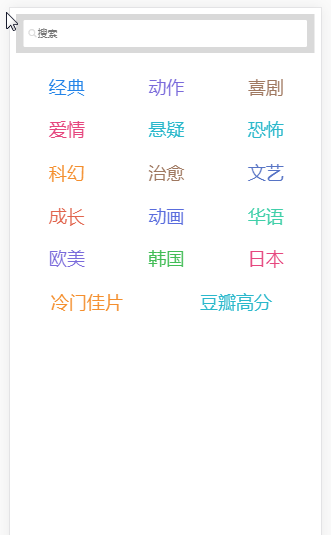 搜索
经典 动作 喜剧
爱情 悬疑 恐怖
科幻 治愈 文艺
成长 动画 华语
欧美 韩国 日本
冷门佳片 豆瓣高分